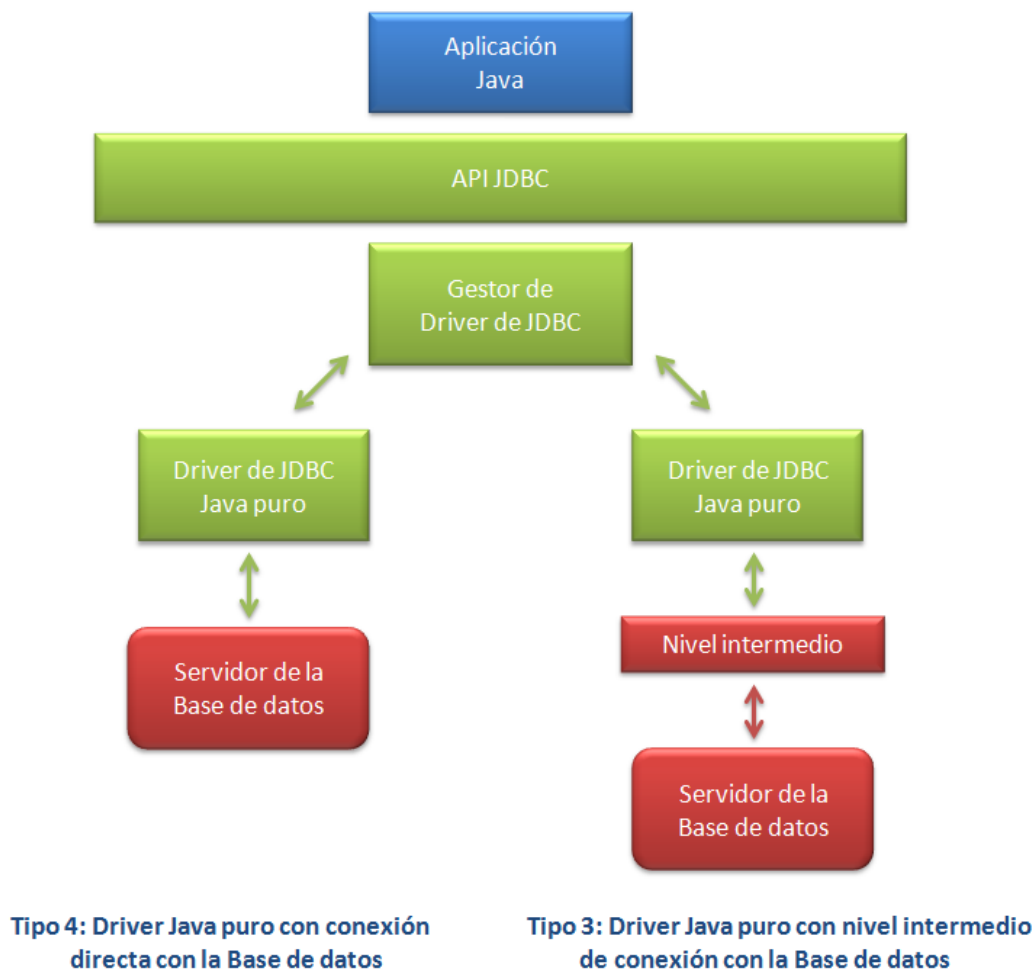 Aplicación
Java
API JDBC
Gestor de
Driver de JDBC
Driver de JDBC
Java puro
Driver de JDBC
Java puro
Servidor de la
Base de datos
Nivel intermedio
Servidor de la
Base de datos
Tipo 4: Driver Java puro con conexión
directa con la Base de datos
Tipo 3: Driver Java puro con nivel intermedio
de conexión con la Base de datos